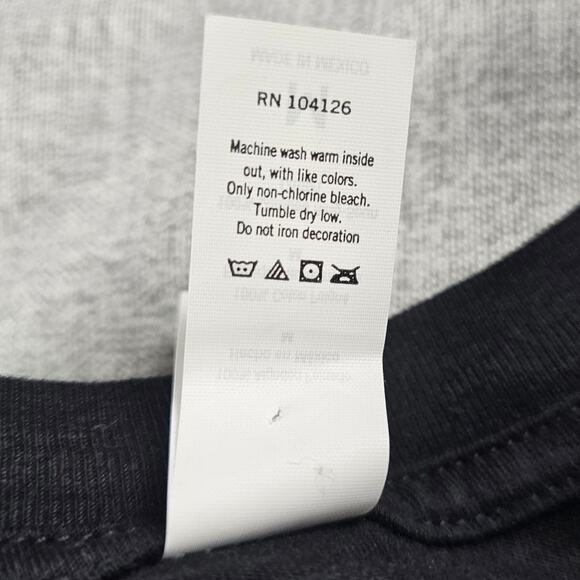 RN 104126
Machine wash warm inside
out, with like colors.
Only non-chlorine bleach.
Tumble dry low.
Do not iron decoration